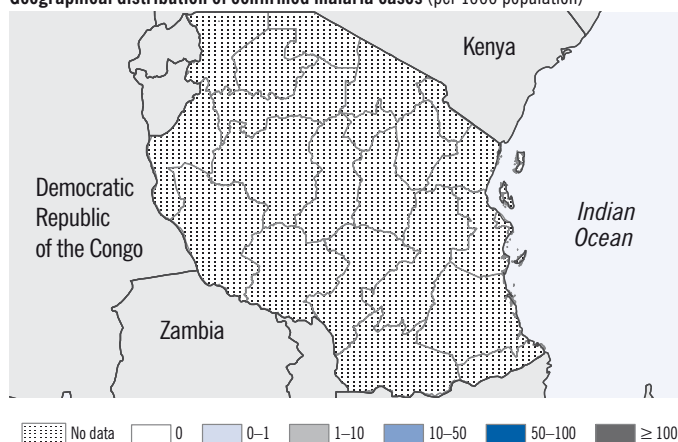 Geographical distribution of confirmed malaria cases (per 1000 population)
Kenya
Democratic
Republic
of the Congo
Indian
Ocean
Zambia
No data 0 0–1 1–10 10–50 50–100 ≥ 100